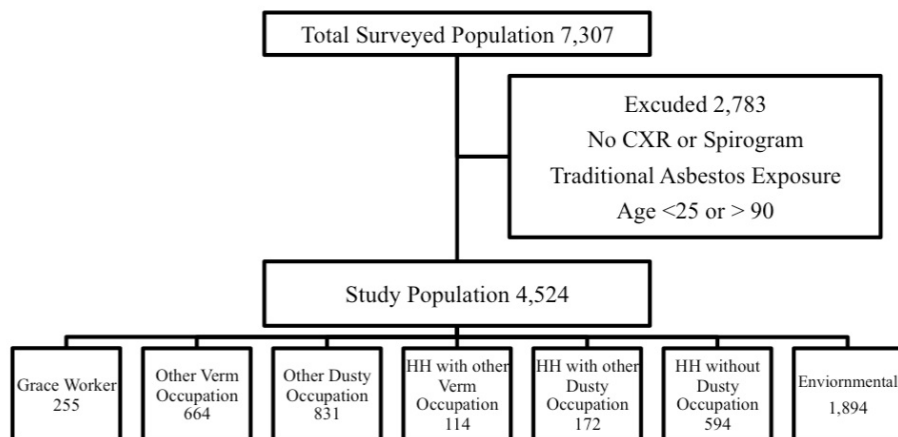 Total Surveyed Population 7,307
Excuded 2,783
No CXR or Spirogram
Traditional Asbestos Exposure
Age <25 or > 90
Study Population 4,524
Grace Worker
255
Other Verm
Occupation
664
Other Dusty
Occupation
831
HH with other
Verm
Occupation
114
HH with other
Dusty
Occupation
172
HH without
Dusty
Occupation
594
Enviornmental
1,894